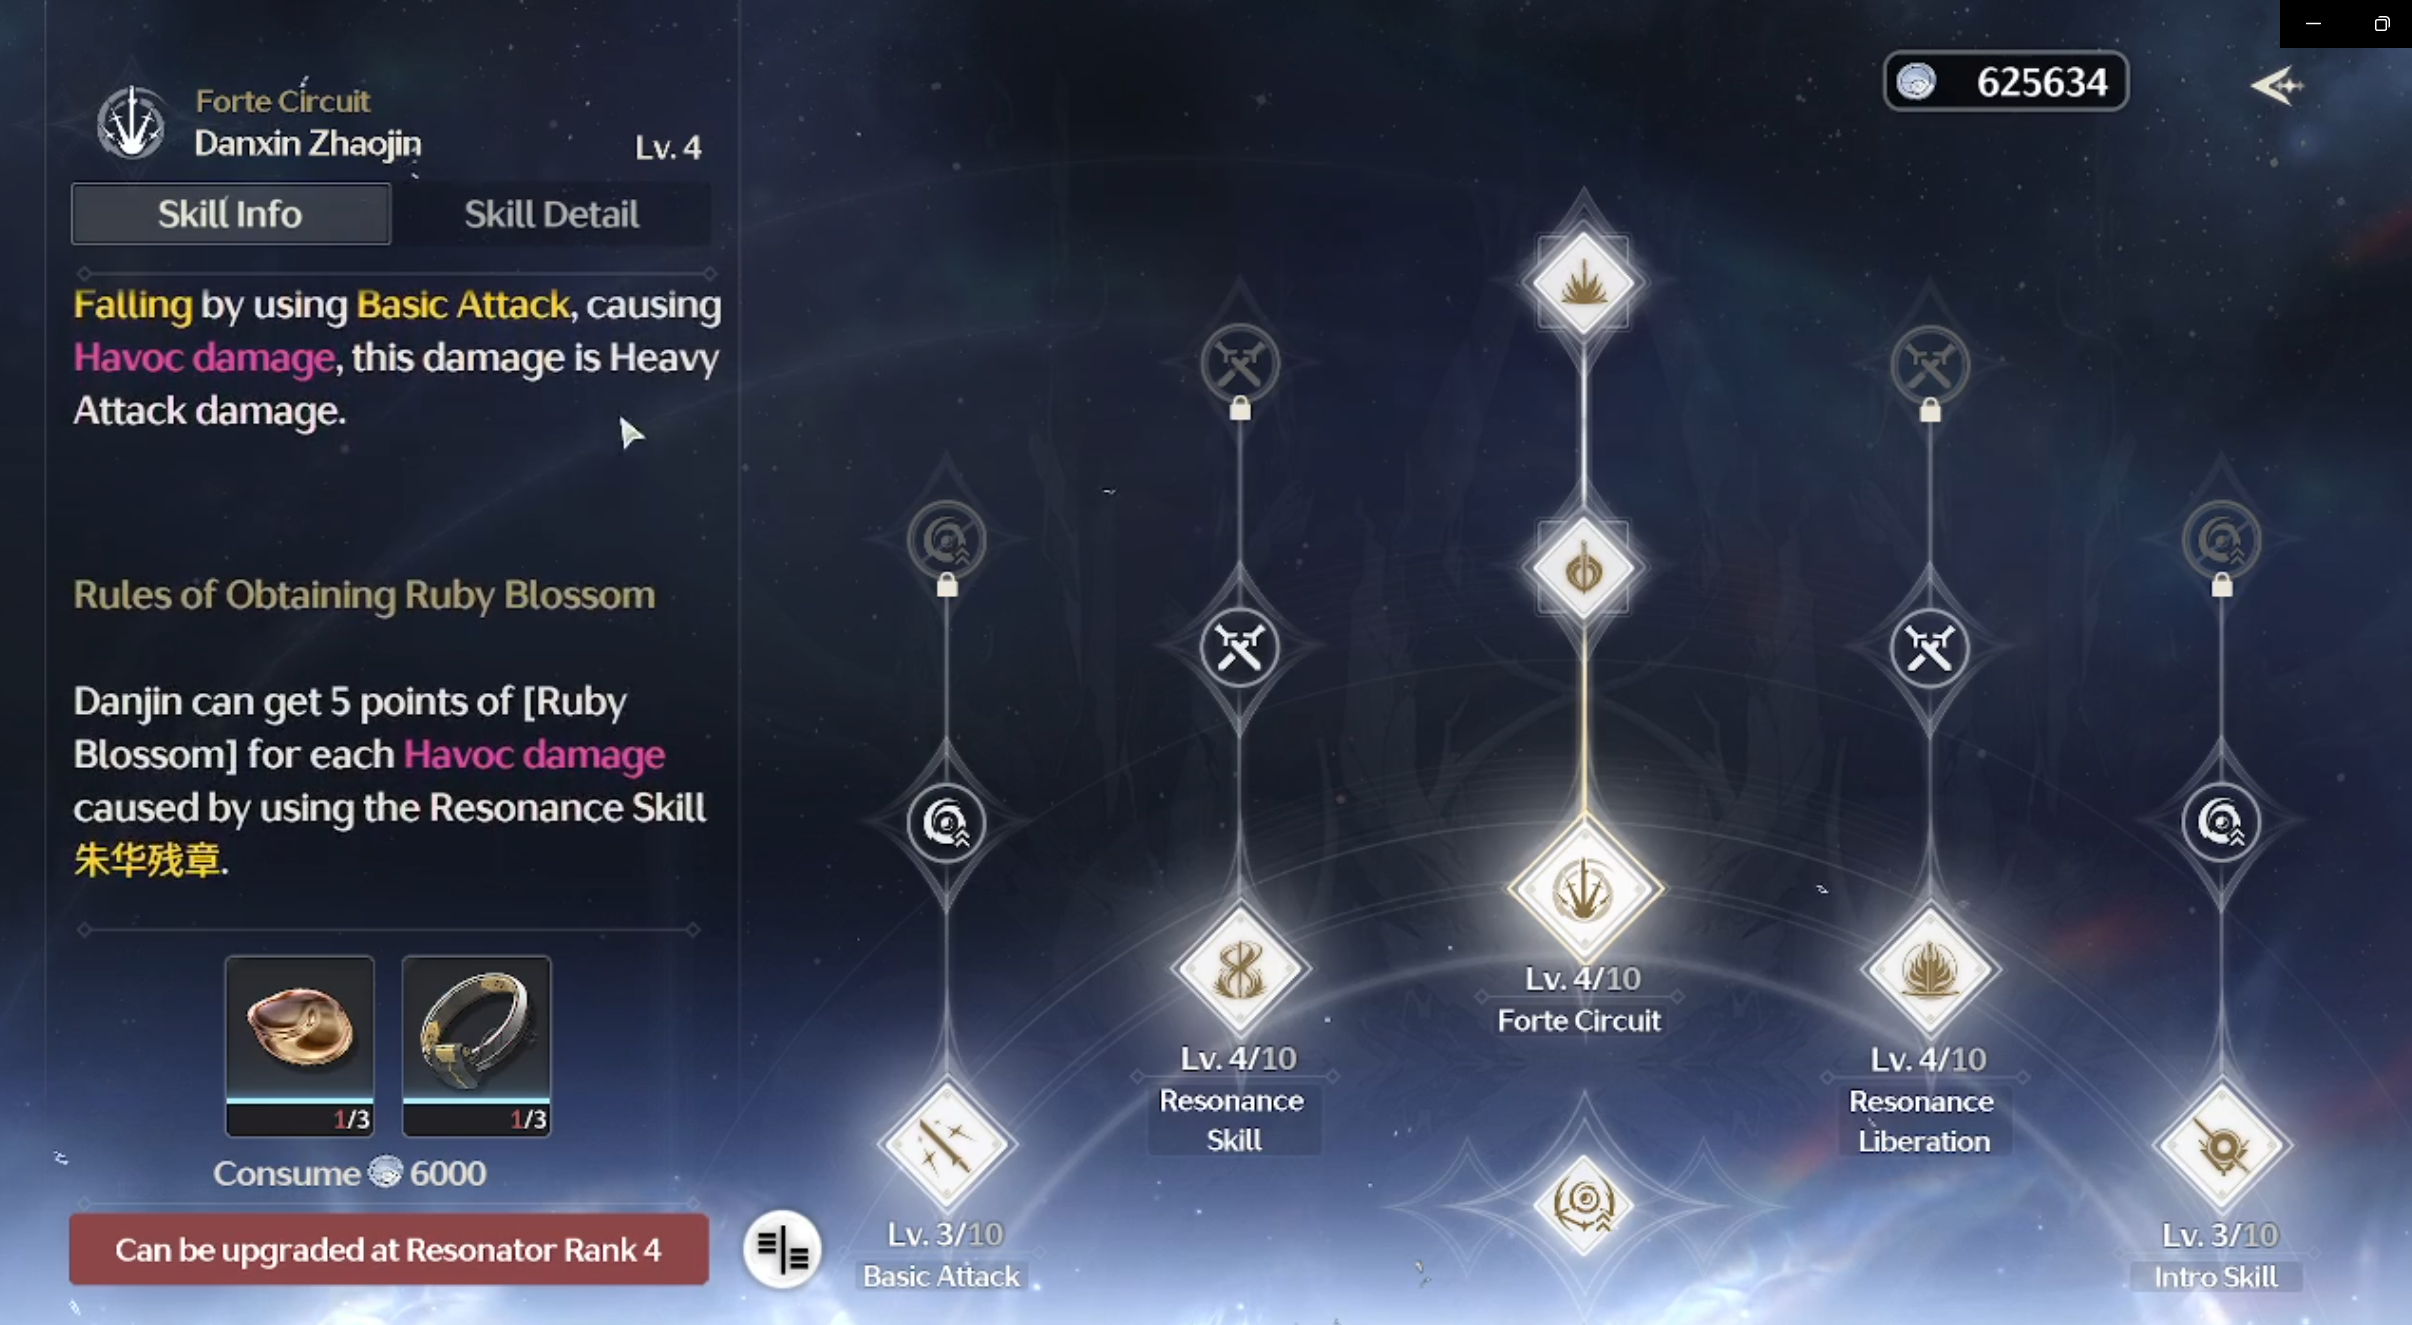 625634
Forte Circuit
Danxin Zhaojin
Lv. 4
Skill Info
Skill Detail
Falling by using Basic Attack, causing
Havoc damage, this damage is Heavy
Attack damage.
Rules of Obtaining Ruby Blossom
Danjin can get 5 points of [Ruby
Blossom] for each Havoc damage
caused by using the Resonance Skill
朱华残章.
1/3
1/3
Consume 6000
Can be upgraded at Resonator Rank 4
Lv. 3/10
Basic Attack
Lv. 4/10
Resonance
Skill
Lv. 4/10
Forte Circuit
Lv. 4/10
Resonance
Liberation
Lv. 3/10
Intro Skill